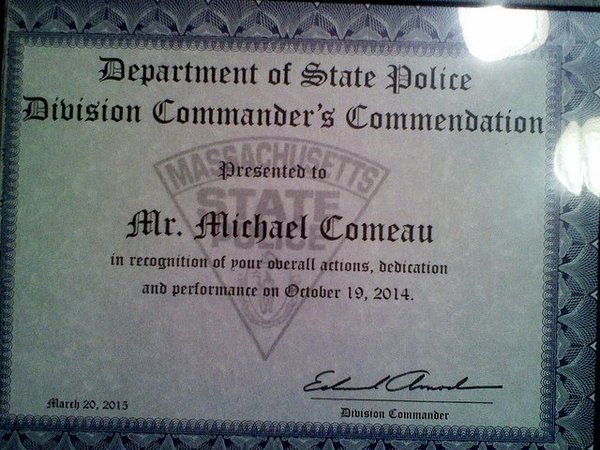 Department of State Police
Division Commander's Commendation
MASSACHUSETTS
STATE
POLICE
Presented to
Mr. Michael Comeau
in recognition of your overall actions, dedication
and performance on October 19, 2014.
March 20, 2015
Division Commander